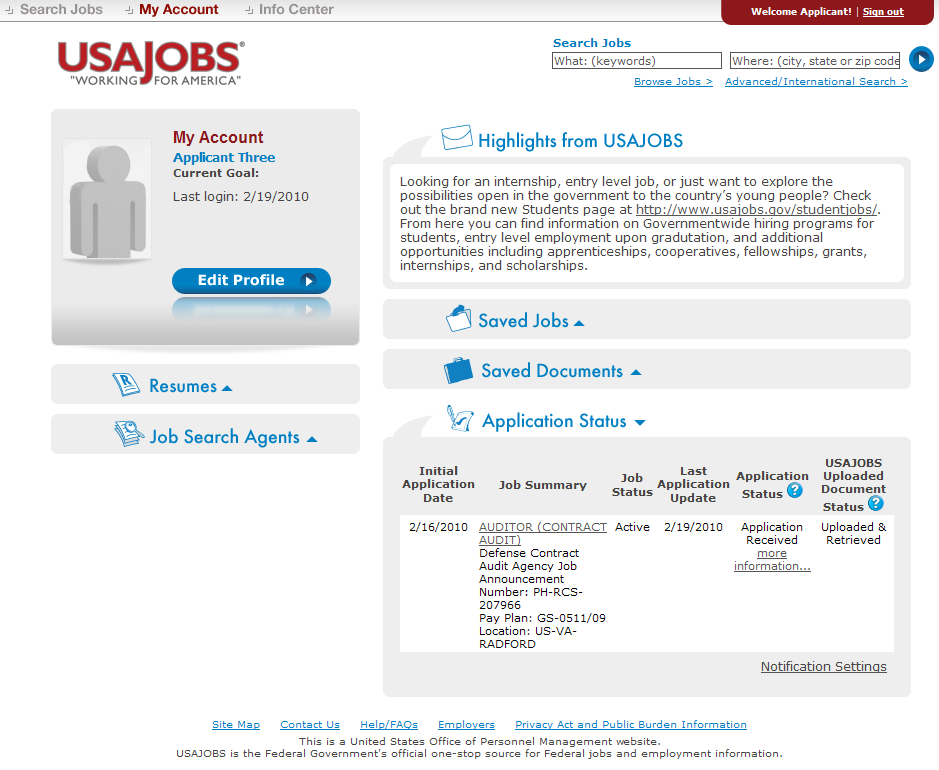 Search Jobs My Account Info Center
Welcome Applicant! | Sign out
USAJOBS®
"WORKING FOR AMERICA"
Search Jobs
What: (keywords) Where: (city, state or zip code
Browse Jobs > Advanced/International Search >
My Account
Applicant Three
Current Goal:
Last login: 2/19/2010
Edit Profile
Resumes
Job Search Agents
Highlights from USAJOBS
Looking for an internship, entry level job, or just want to explore the
possibilities open in the government to the country's young people? Check
out the brand new Students page at http://www.usajobs.gov/studentjobs/.
From here you can find information on Governmentwide hiring programs for
students, entry level employment upon gradutation, and additional
opportunities including apprenticeships, cooperatives, fellowships, grants,
internships, and scholarships.
Saved Jobs
Saved Documents
Application Status
Initial
Application
Date
Job Summary
Job
Status
Last
Application
Update
Application
Status ?
USAJOBS
Uploaded
Document
Status ?
2/16/2010
AUDITOR (CONTRACT
AUDIT)
Defense Contract
Audit Agency Job
Announcement
Number: PH-RCS-
207966
Pay Plan: GS-0511/09
Location: US-VA-
RADFORD
Active
2/19/2010
Application
Received
more
information...
Uploaded &
Retrieved
Notification Settings
Site Map Contact Us Help/FAQs Employers Privacy Act and Public Burden Information
This is a United States Office of Personnel Management website.
USAJOBS is the Federal Government's official one-stop source for Federal jobs and employment information.